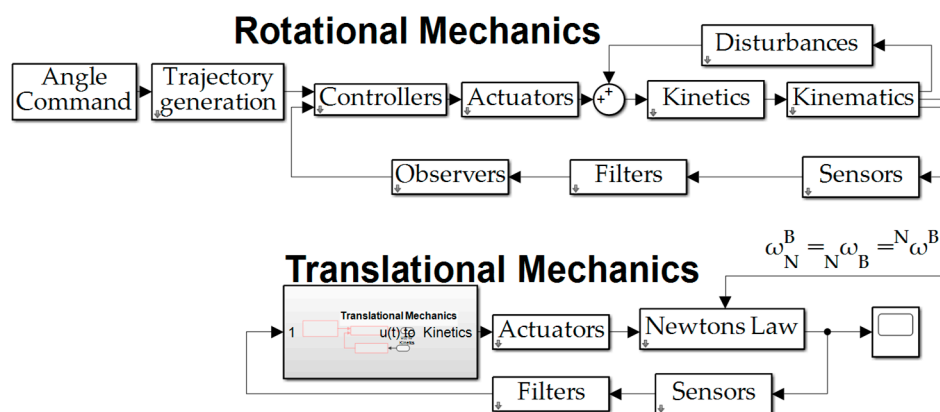 Rotational Mechanics
Disturbances
Angle
Command
Trajectory
generation
Controllers
Actuators
+
+
Kinetics
Kinematics
Observers
Filters
Sensors
ω_N^B = _Nω_B = ^Nω^B
Translational Mechanics
Translational Mechanics
1
u(t) to Kinetics
Actuators
Newtons Law
Filters
Sensors